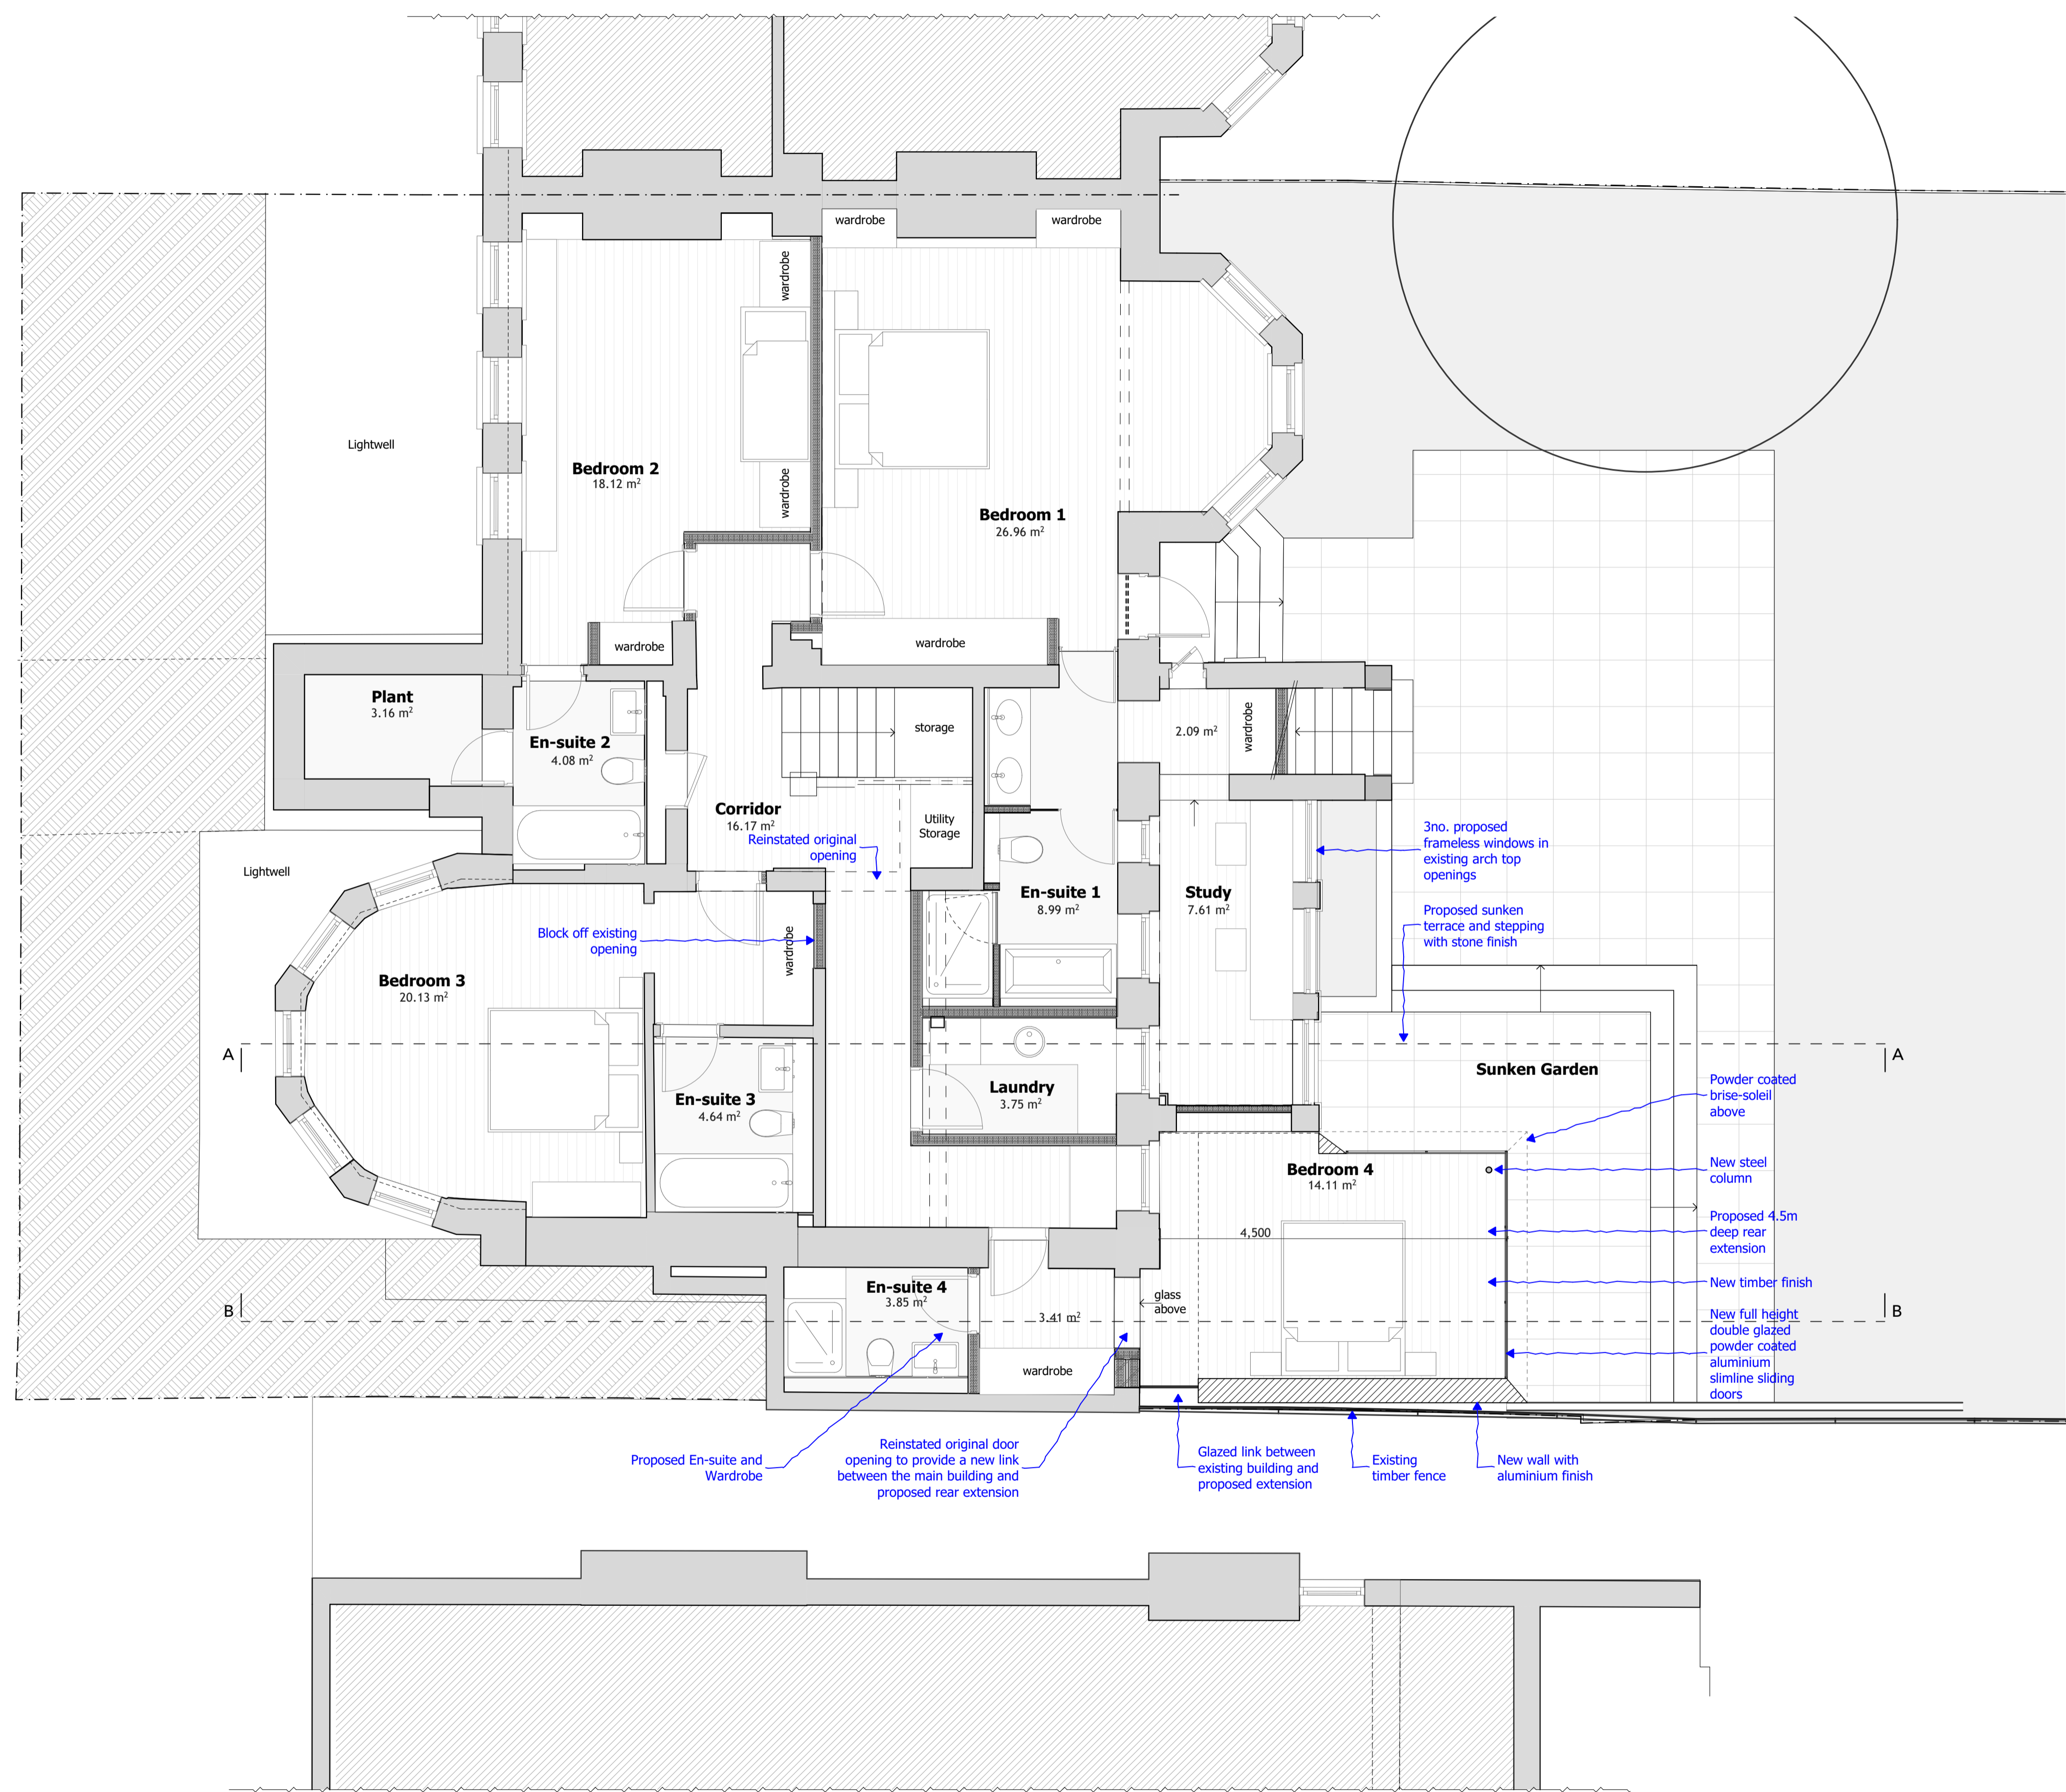 wardrobe
wardrobe
wardrobe
Lightwell
Bedroom 2
18.12 m²
wardrobe
Bedroom 1
26.96 m²
wardrobe
wardrobe
Plant
3.16 m²
En-suite 2
4.08 m²
storage
2.09 m²
wardrobe
Corridor
16.17 m²
Utility
Storage
Reinstated original
opening
3no. proposed
frameless windows in
existing arch top
openings
Lightwell
En-suite 1
8.99 m²
Study
7.61 m²
Proposed sunken
terrace and stepping
with stone finish
Block off existing
opening
wardrobe
Bedroom 3
20.13 m²
A
A
Sunken Garden
Laundry
3.75 m²
En-suite 3
4.64 m²
Powder coated
brise-soleil
above
Bedroom 4
14.11 m²
New steel
column
4,500
Proposed 4.5m
deep rear
extension
New timber finish
En-suite 4
3.85 m²
glass
above
B
B
3.41 m²
New full height
double glazed
powder coated
aluminium
slimline sliding
doors
wardrobe
Proposed En-suite and
Wardrobe
Reinstated original door
opening to provide a new link
between the main building and
proposed rear extension
Glazed link between
existing building and
proposed extension
Existing
timber fence
New wall with
aluminium finish